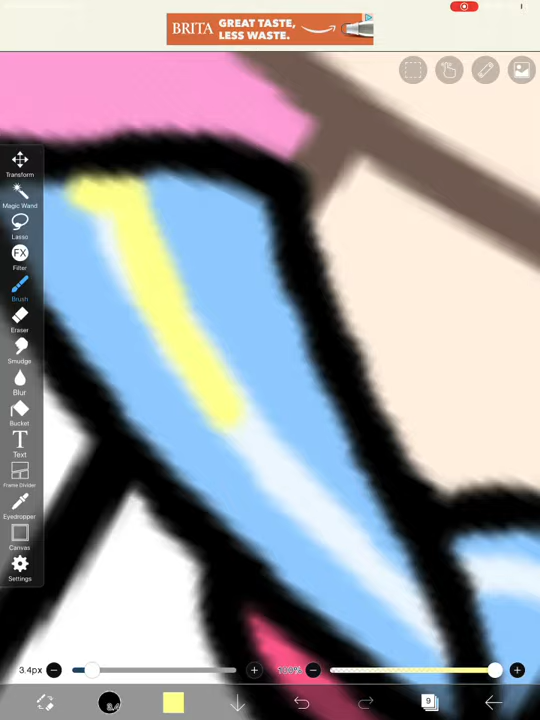 BRITA GREAT TASTE,
LESS WASTE.
Transform
Magic Wand
Lasso
FX
Filter
Brush
Eraser
Smudge
Blur
Bucket
T
Text
Frame Divider
Eyedropper
Canvas
Settings
3.4px
100%
9